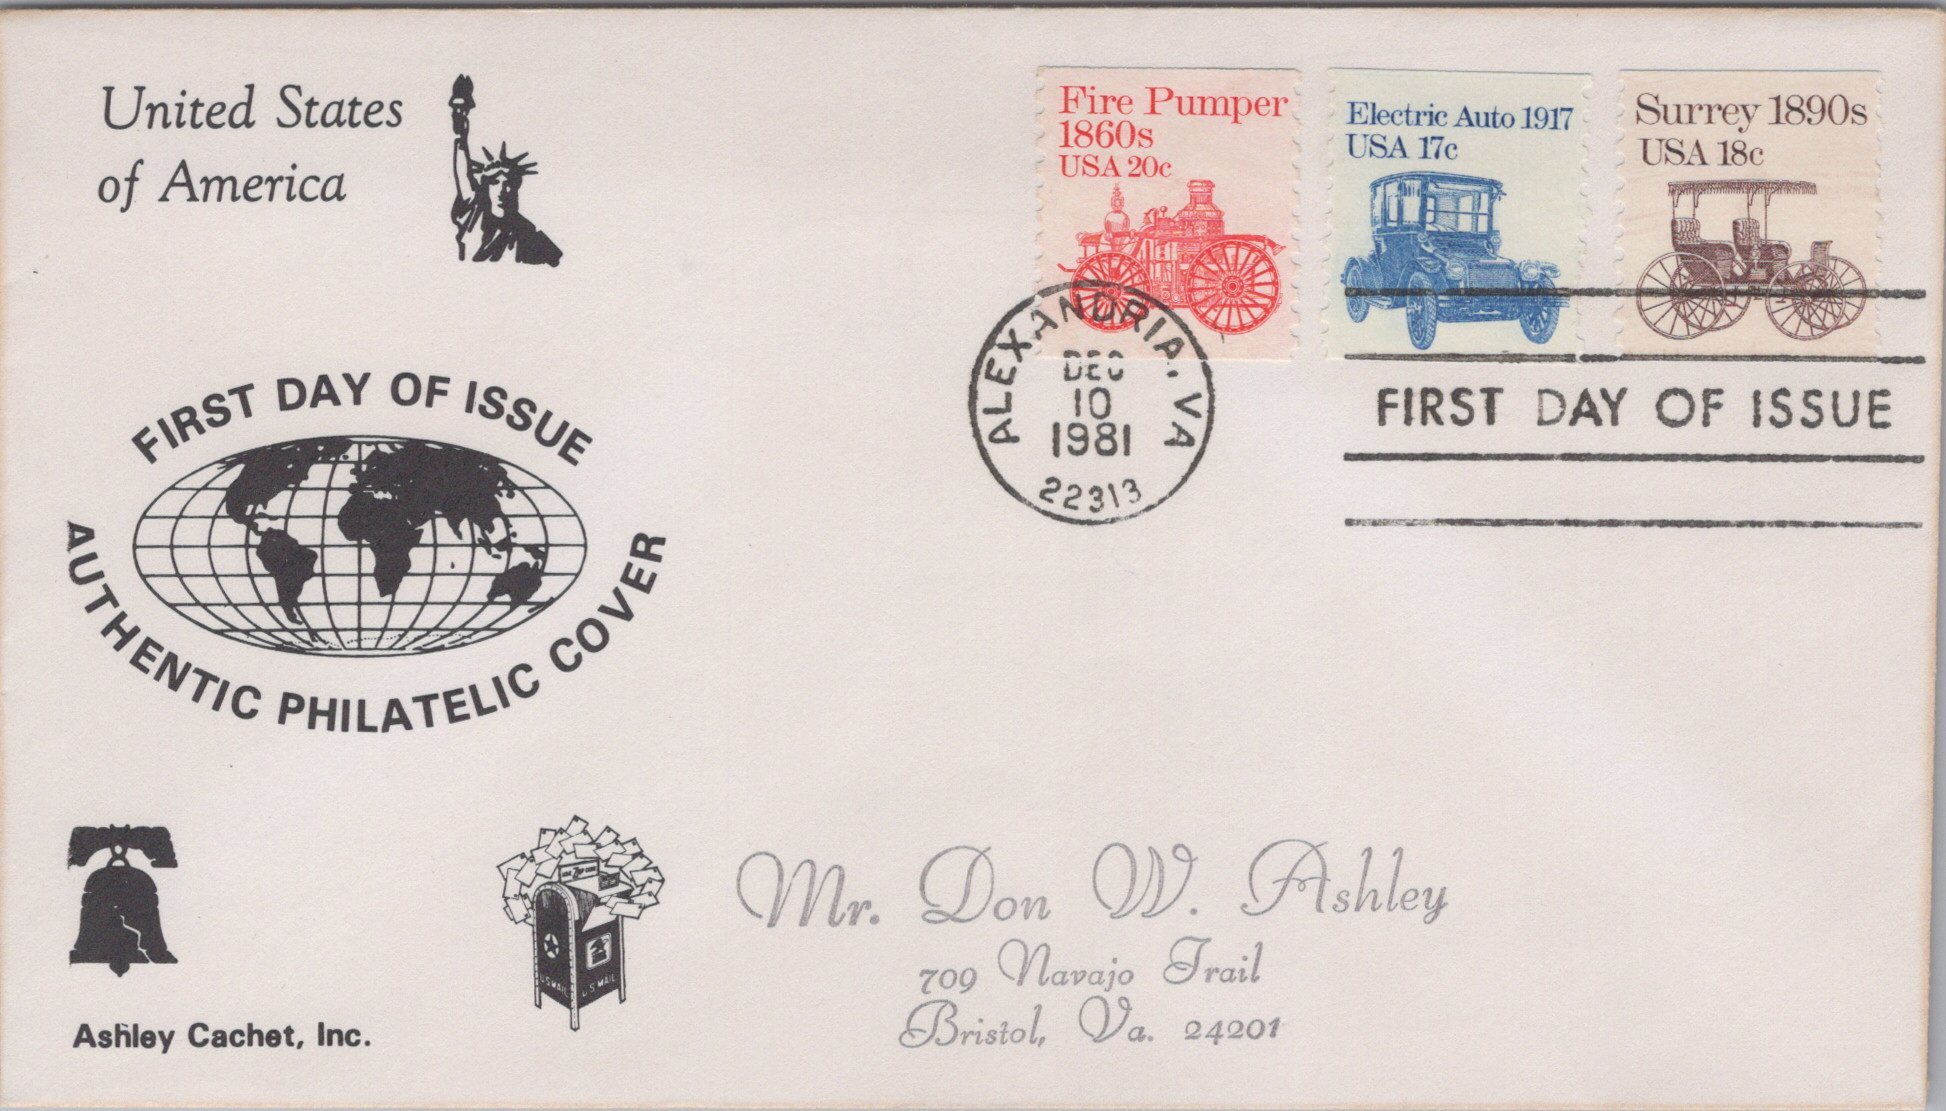 United States
of America
Fire Pumper
1860s
USA 20c
Electric Auto 1917
USA 17c
Surrey 1890s
USA 18c
ALEXANDRIA, VA
DEC
10
1981
22313
FIRST DAY OF ISSUE
FIRST DAY OF ISSUE
AUTHENTIC PHILATELIC COVER
U.S MAIL
U.S MAIL
Ashley Cachet, Inc.
Mr. Don W. Ashley
709 Navajo Trail
Bristol, Va. 24201